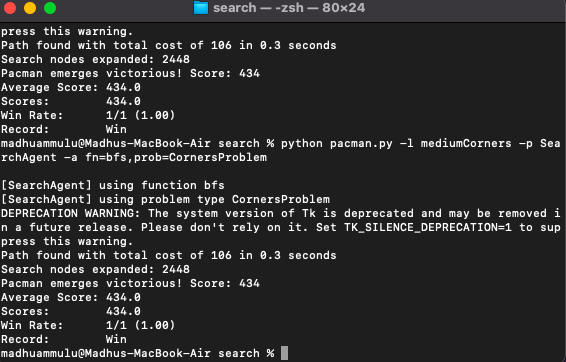 search — -zsh — 80×24
press this warning.
Path found with total cost of 106 in 0.3 seconds
Search nodes expanded: 2448
Pacman emerges victorious! Score: 434
Average Score: 434.0
Scores:        434.0
Win Rate:      1/1 (1.00)
Record:        Win
madhuammulu@Madhus-MacBook-Air search % python pacman.py -l mediumCorners -p Sea
rchAgent -a fn=bfs,prob=CornersProblem
[SearchAgent] using function bfs
[SearchAgent] using problem type CornersProblem
DEPRECATION WARNING: The system version of Tk is deprecated and may be removed i
n a future release. Please don't rely on it. Set TK_SILENCE_DEPRECATION=1 to sup
press this warning.
Path found with total cost of 106 in 0.3 seconds
Search nodes expanded: 2448
Pacman emerges victorious! Score: 434
Average Score: 434.0
Scores:        434.0
Win Rate:      1/1 (1.00)
Record:        Win
madhuammulu@Madhus-MacBook-Air search %